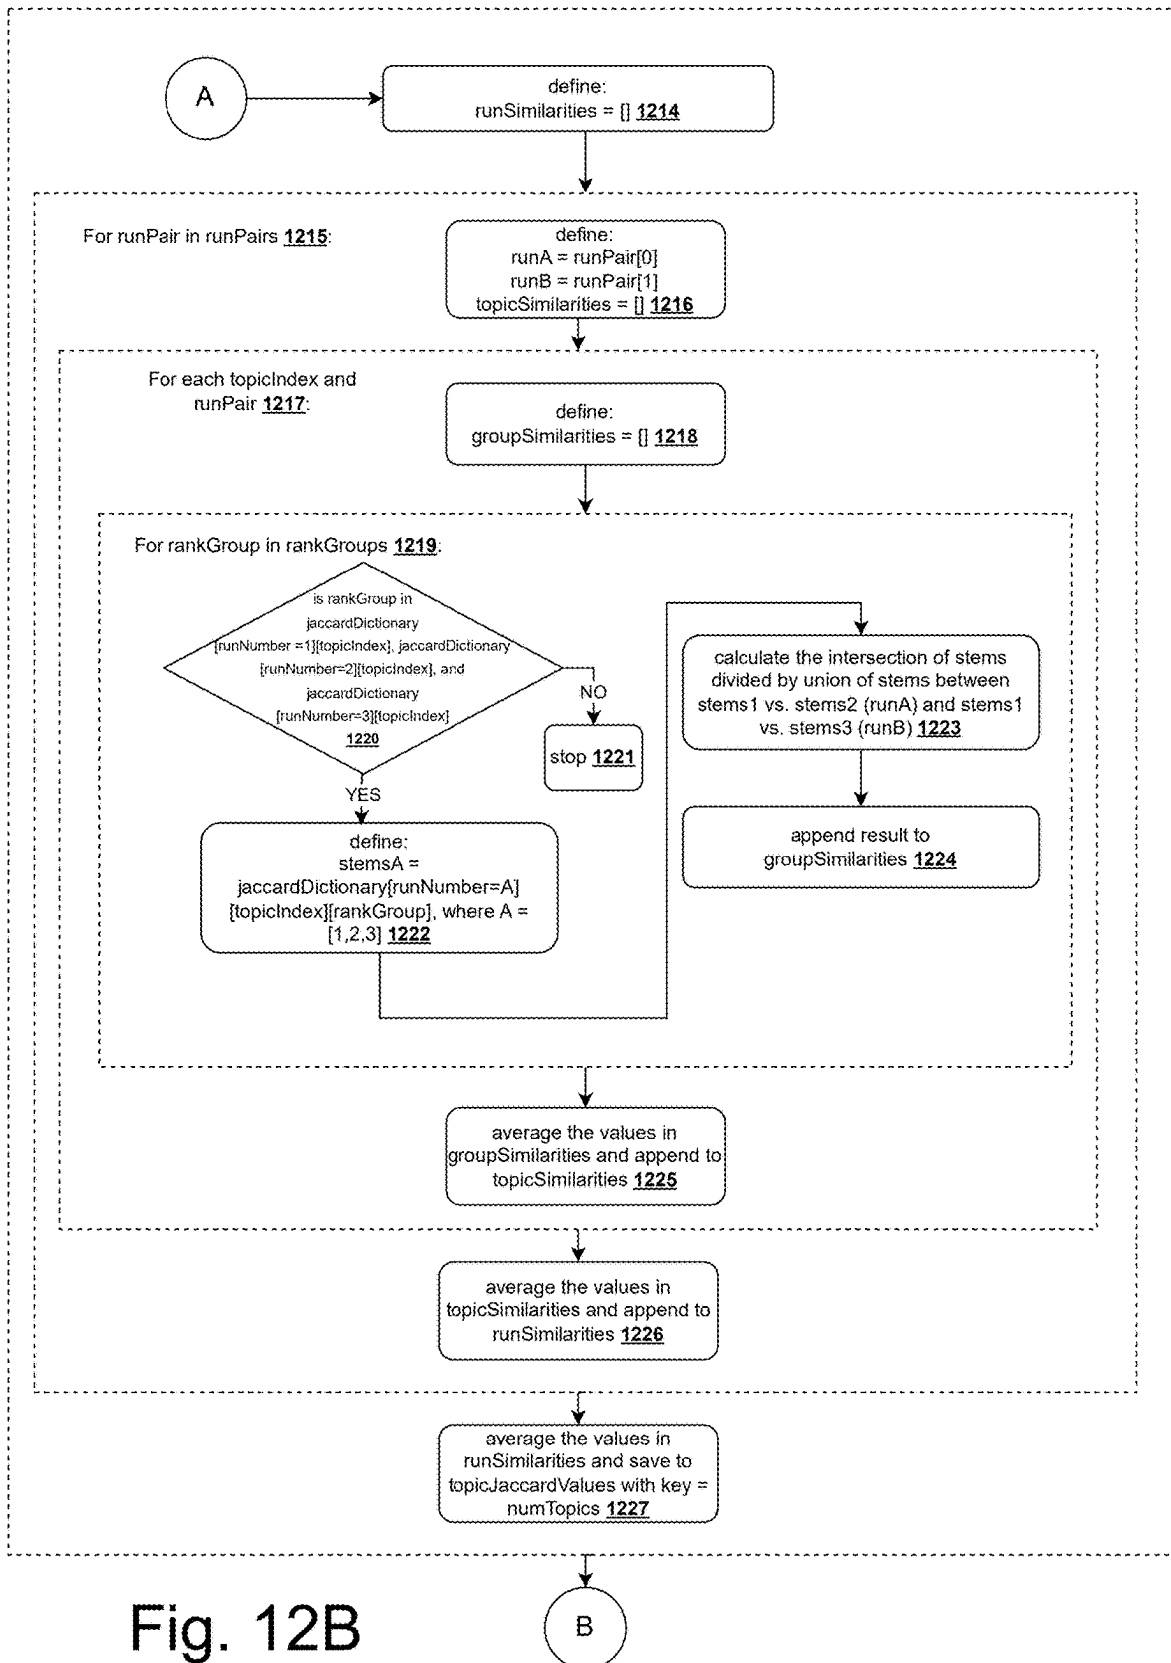 A
define:
runSimilarities = [] 1214
For runPair in runPairs 1215:
define:
runA = runPair[0]
runB = runPair[1]
topicSimilarities = [] 1216
For each topicIndex and
runPair 1217:
define:
groupSimilarities = [] 1218
For rankGroup in rankGroups 1219:
is rankGroup in
jaccardDictionary
[runNumber =1][topicIndex], jaccardDictionary
[runNumber=2][topicIndex], and
jaccardDictionary
[runNumber=3][topicIndex]
1220
NO
stop 1221
YES
define:
stemsA =
jaccardDictionary[runNumber=A]
[topicIndex][rankGroup], where A =
[1,2,3] 1222
calculate the intersection of stems
divided by union of stems between
stems1 vs. stems2 (runA) and stems1
vs. stems3 (runB) 1223
append result to
groupSimilarities 1224
average the values in
groupSimilarities and append to
topicSimilarities 1225
average the values in
topicSimilarities and append to
runSimilarities 1226
average the values in
runSimilarities and save to
topicJaccardValues with key =
numTopics 1227
Fig. 12B
B